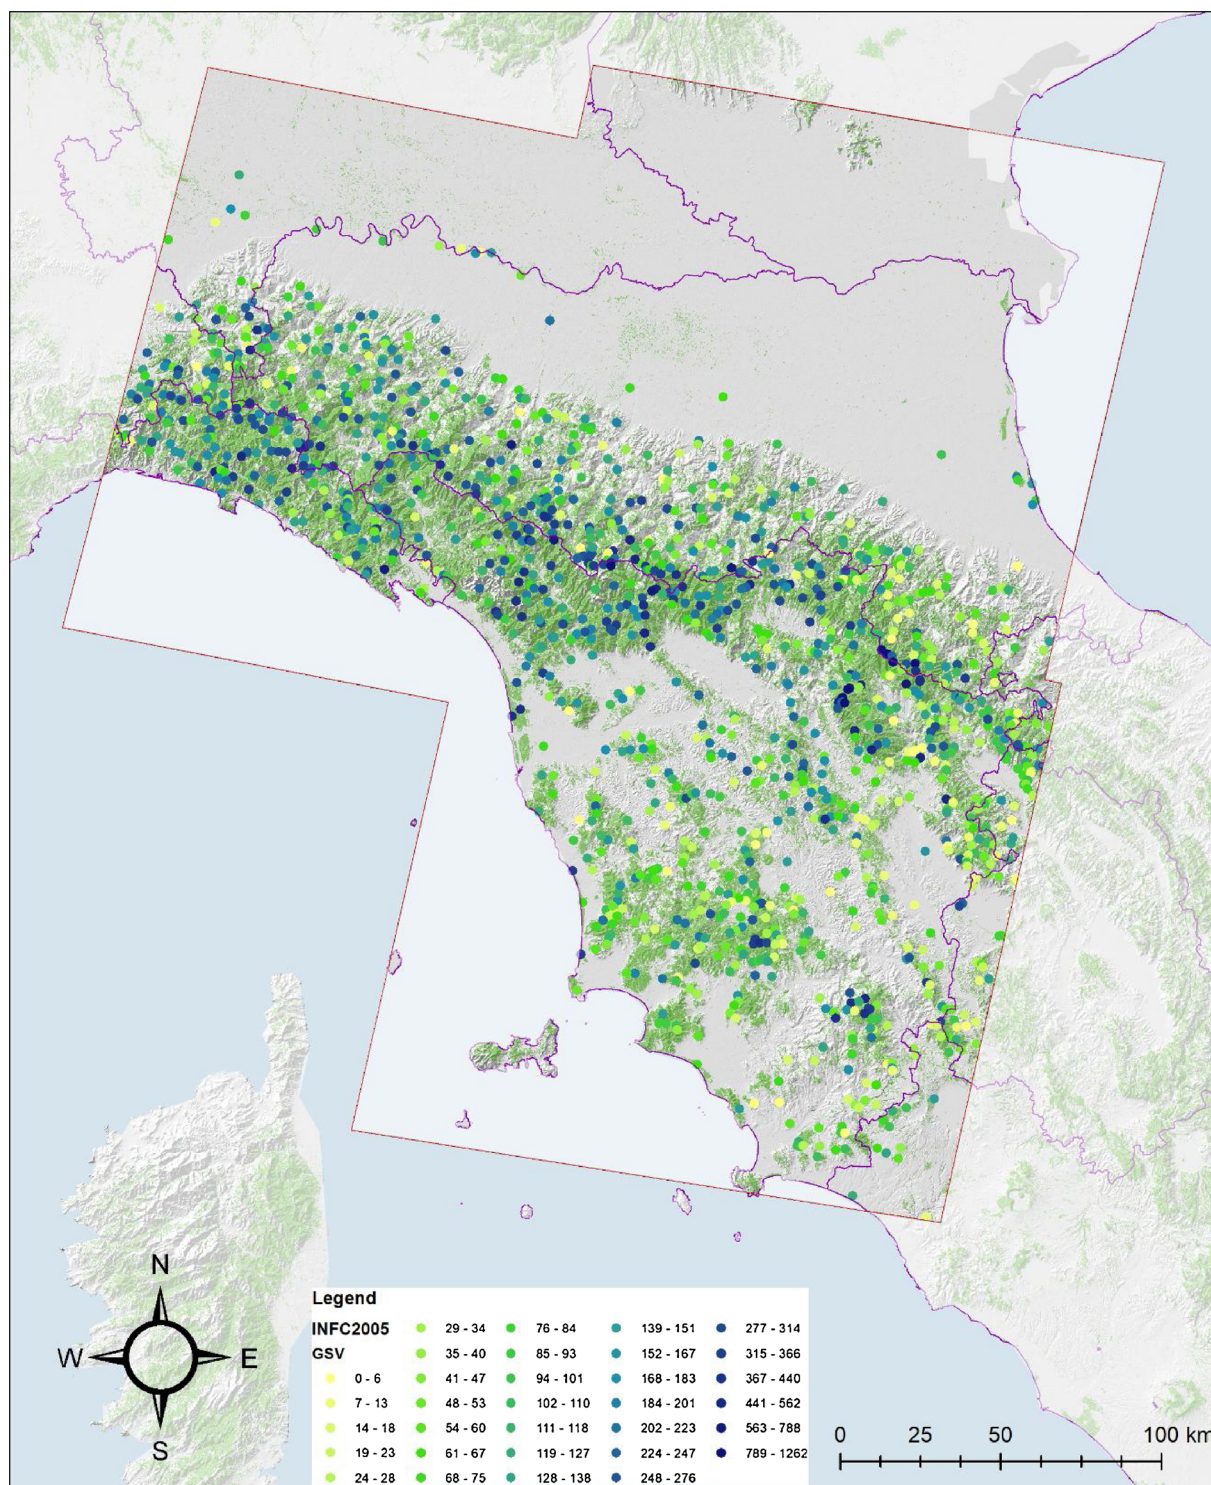 N
W E
S
Legend
INFC2005
GSV
0 - 6
7 - 13
14 - 18
19 - 23
24 - 28
29 - 34
35 - 40
41 - 47
48 - 53
54 - 60
61 - 67
68 - 75
76 - 84
85 - 93
94 - 101
102 - 110
111 - 118
119 - 127
128 - 138
139 - 151
152 - 167
168 - 183
184 - 201
202 - 223
224 - 247
248 - 276
277 - 314
315 - 366
367 - 440
441 - 562
563 - 788
789 - 1262
0 25 50 100 km